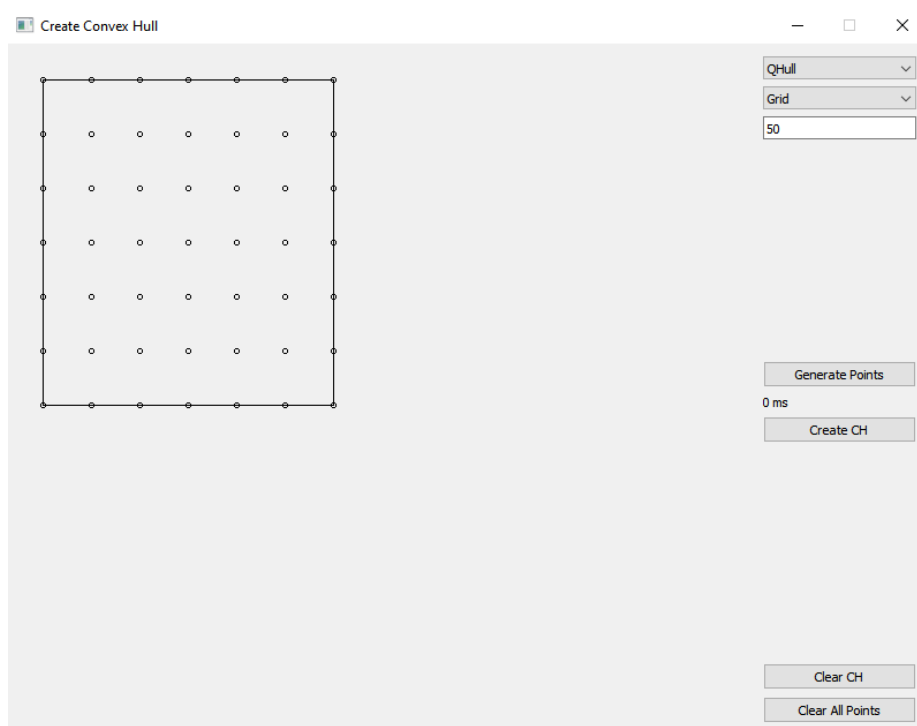 Create Convex Hull
QHull
Grid
50
Generate Points
0 ms
Create CH
Clear CH
Clear All Points